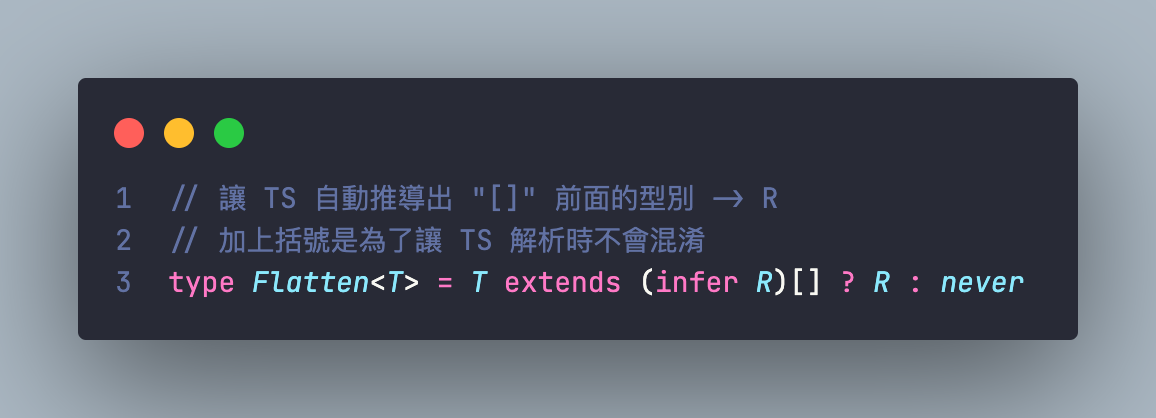 1 // 讓 TS 自動推導出 "[]" 前面的型別 -> R
2 // 加上括號是為了讓 TS 解析時不會混淆
3 type Flatten<T> = T extends (infer R)[] ? R : never